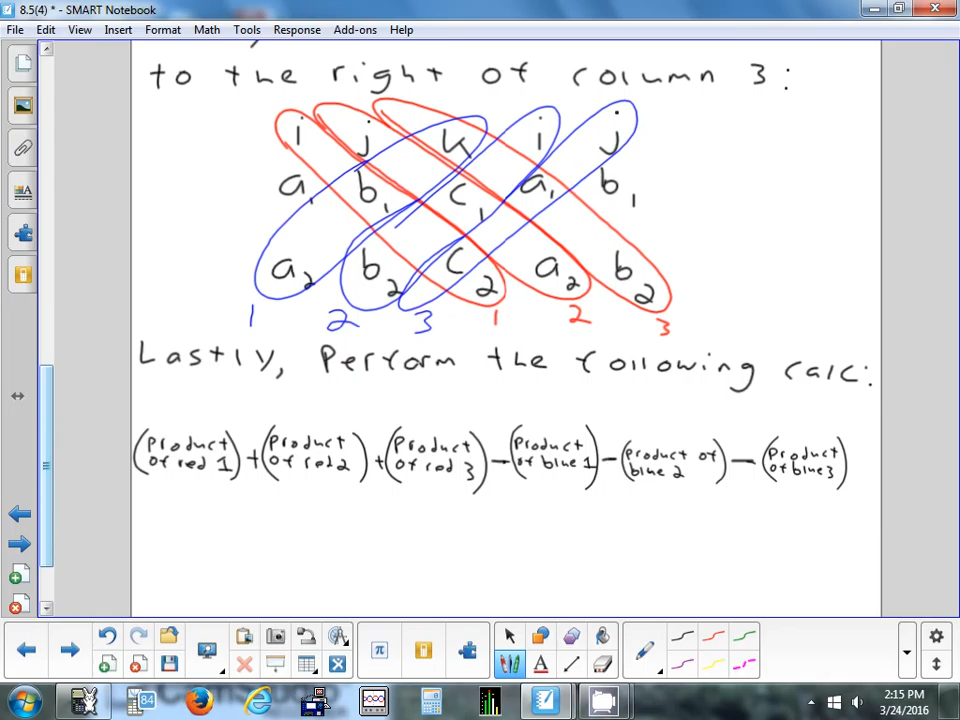 8.5(4) * - SMART Notebook
File Edit View Insert Format Math Tools Response Add-ons Help
to the right of column 3:
i j k i j
a1 b1 c1 a1 b1
a2 b2 c2 a2 b2
1 2 3 1 2 3
Lastly, Perform the following calc:
(Product of red 1) + (Product of red 2) + (Product of red 3) - (Product of blue 1) - (product of blue 2) - (Product of blue 3)
π
A
84
2:15 PM
3/24/2016